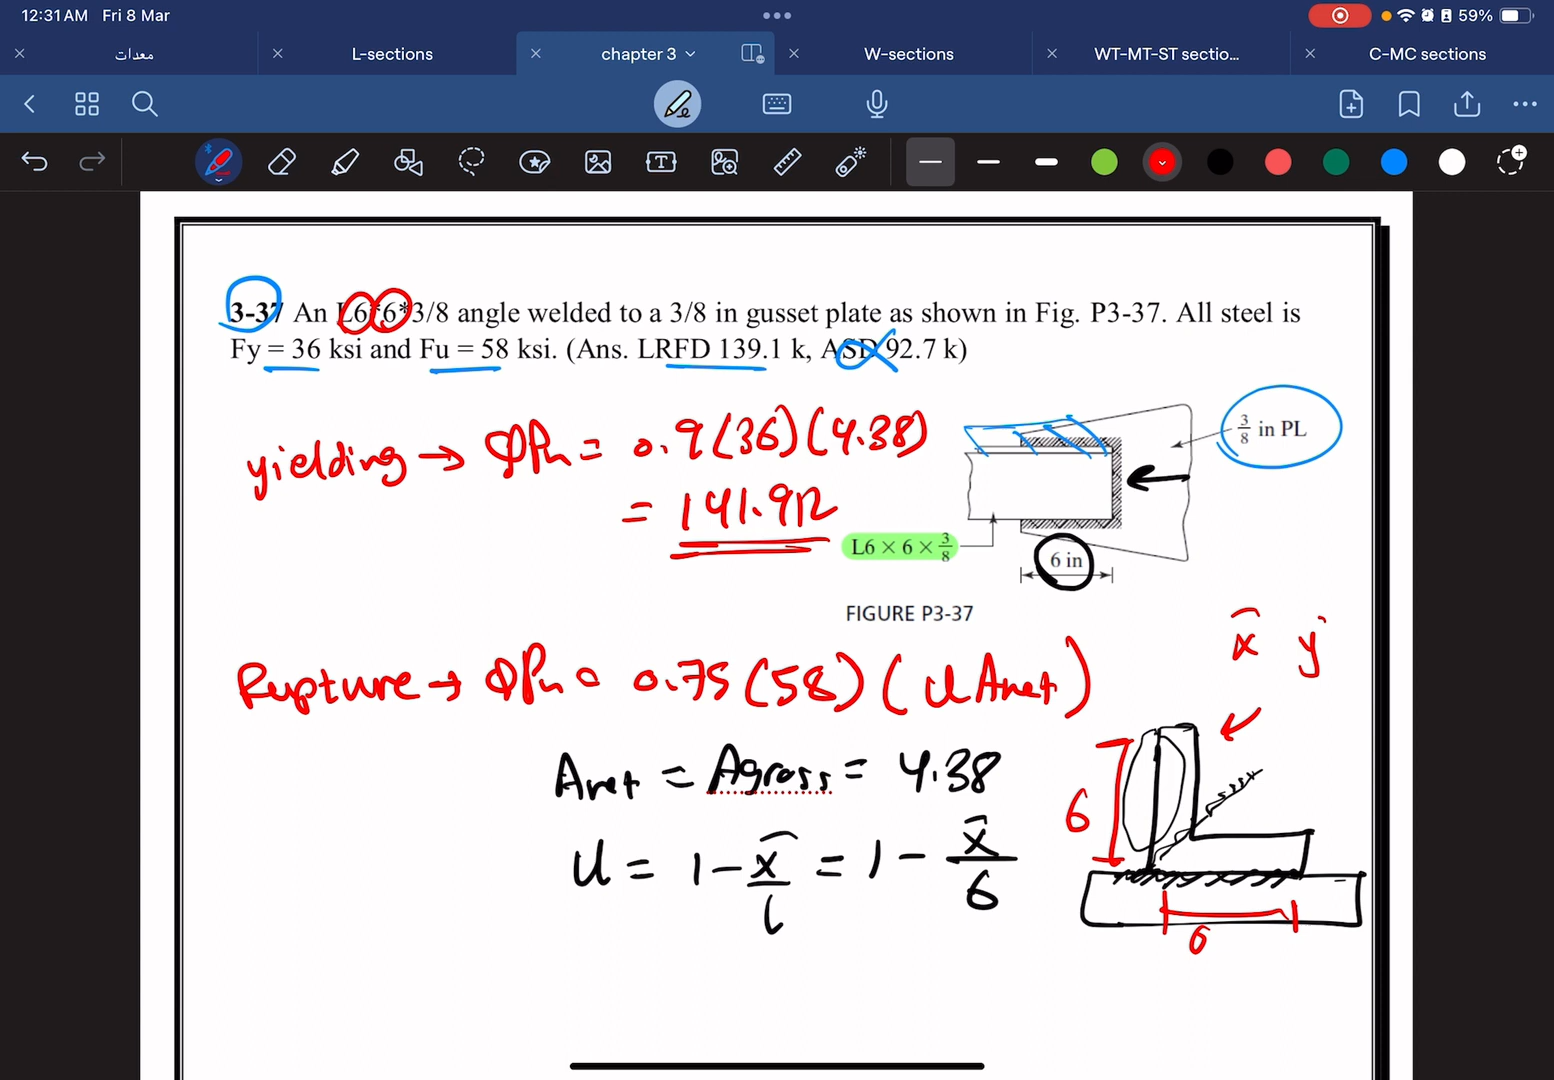 12:31 AM Fri 8 Mar
59%
معدات
L-sections
chapter 3
W-sections
WT-MT-ST sectio...
C-MC sections
3-37 An L6*6*3/8 angle welded to a 3/8 in gusset plate as shown in Fig. P3-37. All steel is
Fy = 36 ksi and Fu = 58 ksi. (Ans. LRFD 139.1 k, ASD 92.7 k)
yielding → ØPn = 0.9(36)(4.38)
= 141.912
3/8 in PL
L6 × 6 × 3/8
6 in
FIGURE P3-37
x̄ ȳ
Rupture → ØPn = 0.75(58)(U Anet)
Anet = Agross = 4.38
6
U = 1 - x̄/L = 1 - x̄/6
6